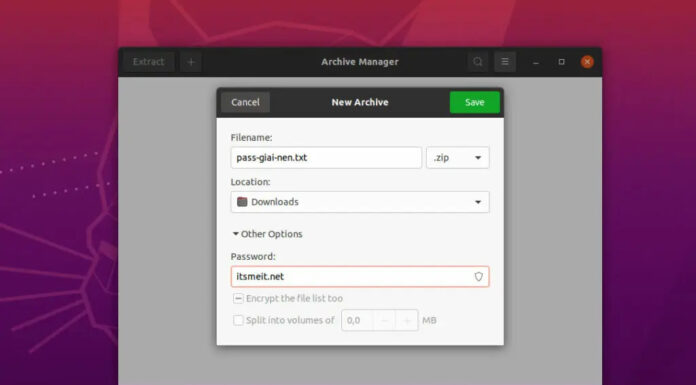 Extract
Archive Manager
Cancel
New Archive
Save
Filename:
pass-giai-nen.txt
.zip
Location:
Downloads
Other Options
Password:
itsmeit.net
Encrypt the file list too
Split into volumes of 0,0 MB